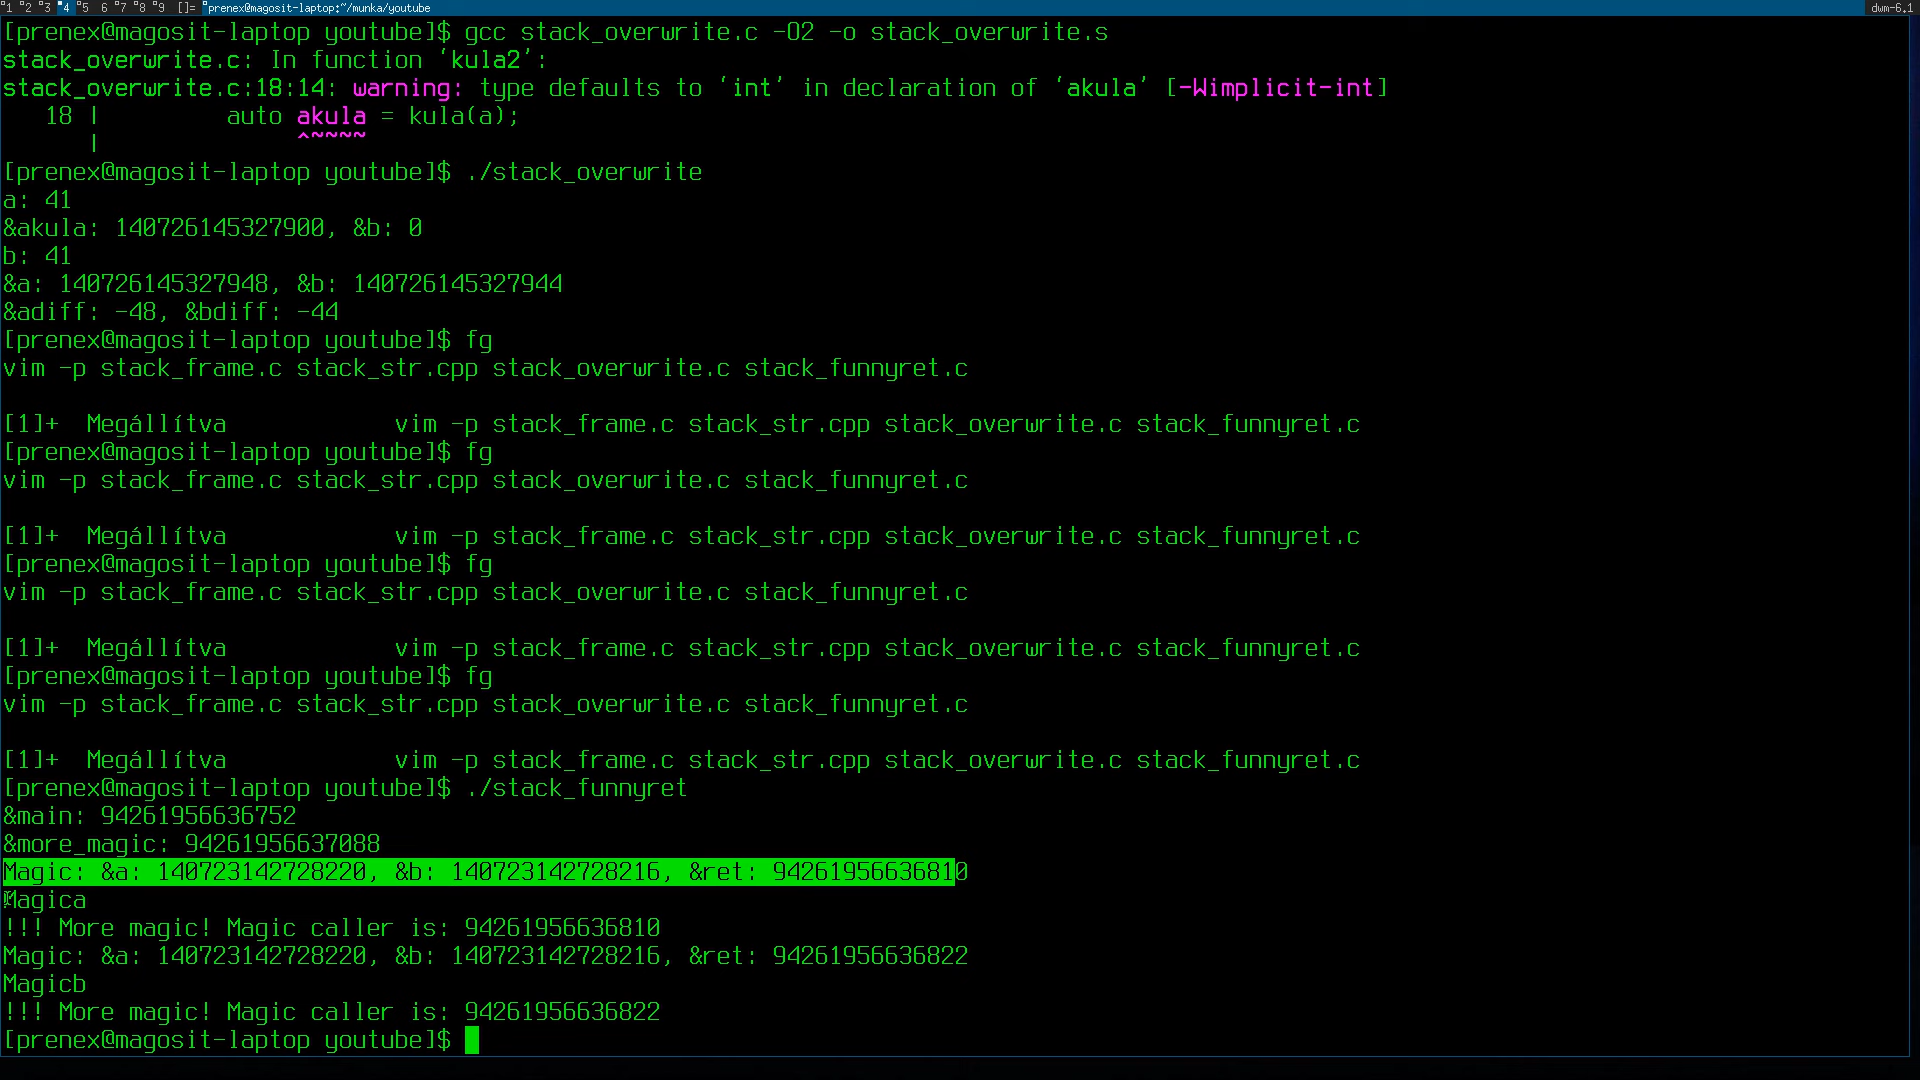 1 2 3 4 5 6 7 8 9 []= prenex@magosit-laptop:~/munka/youtube dwm-6.1
[prenex@magosit-laptop youtube]$ gcc stack_overwrite.c -O2 -o stack_overwrite.s
stack_overwrite.c: In function ‘kula2’:
stack_overwrite.c:18:14: warning: type defaults to ‘int’ in declaration of ‘akula’ [-Wimplicit-int]
   18 |         auto akula = kula(a);
      |              ^~~~~
[prenex@magosit-laptop youtube]$ ./stack_overwrite
a: 41
&akula: 140726145327900, &b: 0
b: 41
&a: 140726145327948, &b: 140726145327944
&adiff: -48, &bdiff: -44
[prenex@magosit-laptop youtube]$ fg
vim -p stack_frame.c stack_str.cpp stack_overwrite.c stack_funnyret.c
[1]+  Megállítva            vim -p stack_frame.c stack_str.cpp stack_overwrite.c stack_funnyret.c
[prenex@magosit-laptop youtube]$ fg
vim -p stack_frame.c stack_str.cpp stack_overwrite.c stack_funnyret.c
[1]+  Megállítva            vim -p stack_frame.c stack_str.cpp stack_overwrite.c stack_funnyret.c
[prenex@magosit-laptop youtube]$ fg
vim -p stack_frame.c stack_str.cpp stack_overwrite.c stack_funnyret.c
[1]+  Megállítva            vim -p stack_frame.c stack_str.cpp stack_overwrite.c stack_funnyret.c
[prenex@magosit-laptop youtube]$ fg
vim -p stack_frame.c stack_str.cpp stack_overwrite.c stack_funnyret.c
[1]+  Megállítva            vim -p stack_frame.c stack_str.cpp stack_overwrite.c stack_funnyret.c
[prenex@magosit-laptop youtube]$ ./stack_funnyret
&main: 94261956636752
&more_magic: 94261956637088
Magic: &a: 140723142728220, &b: 140723142728216, &ret: 94261956636810
Magica
!!! More magic! Magic caller is: 94261956636810
Magic: &a: 140723142728220, &b: 140723142728216, &ret: 94261956636822
Magicb
!!! More magic! Magic caller is: 94261956636822
[prenex@magosit-laptop youtube]$